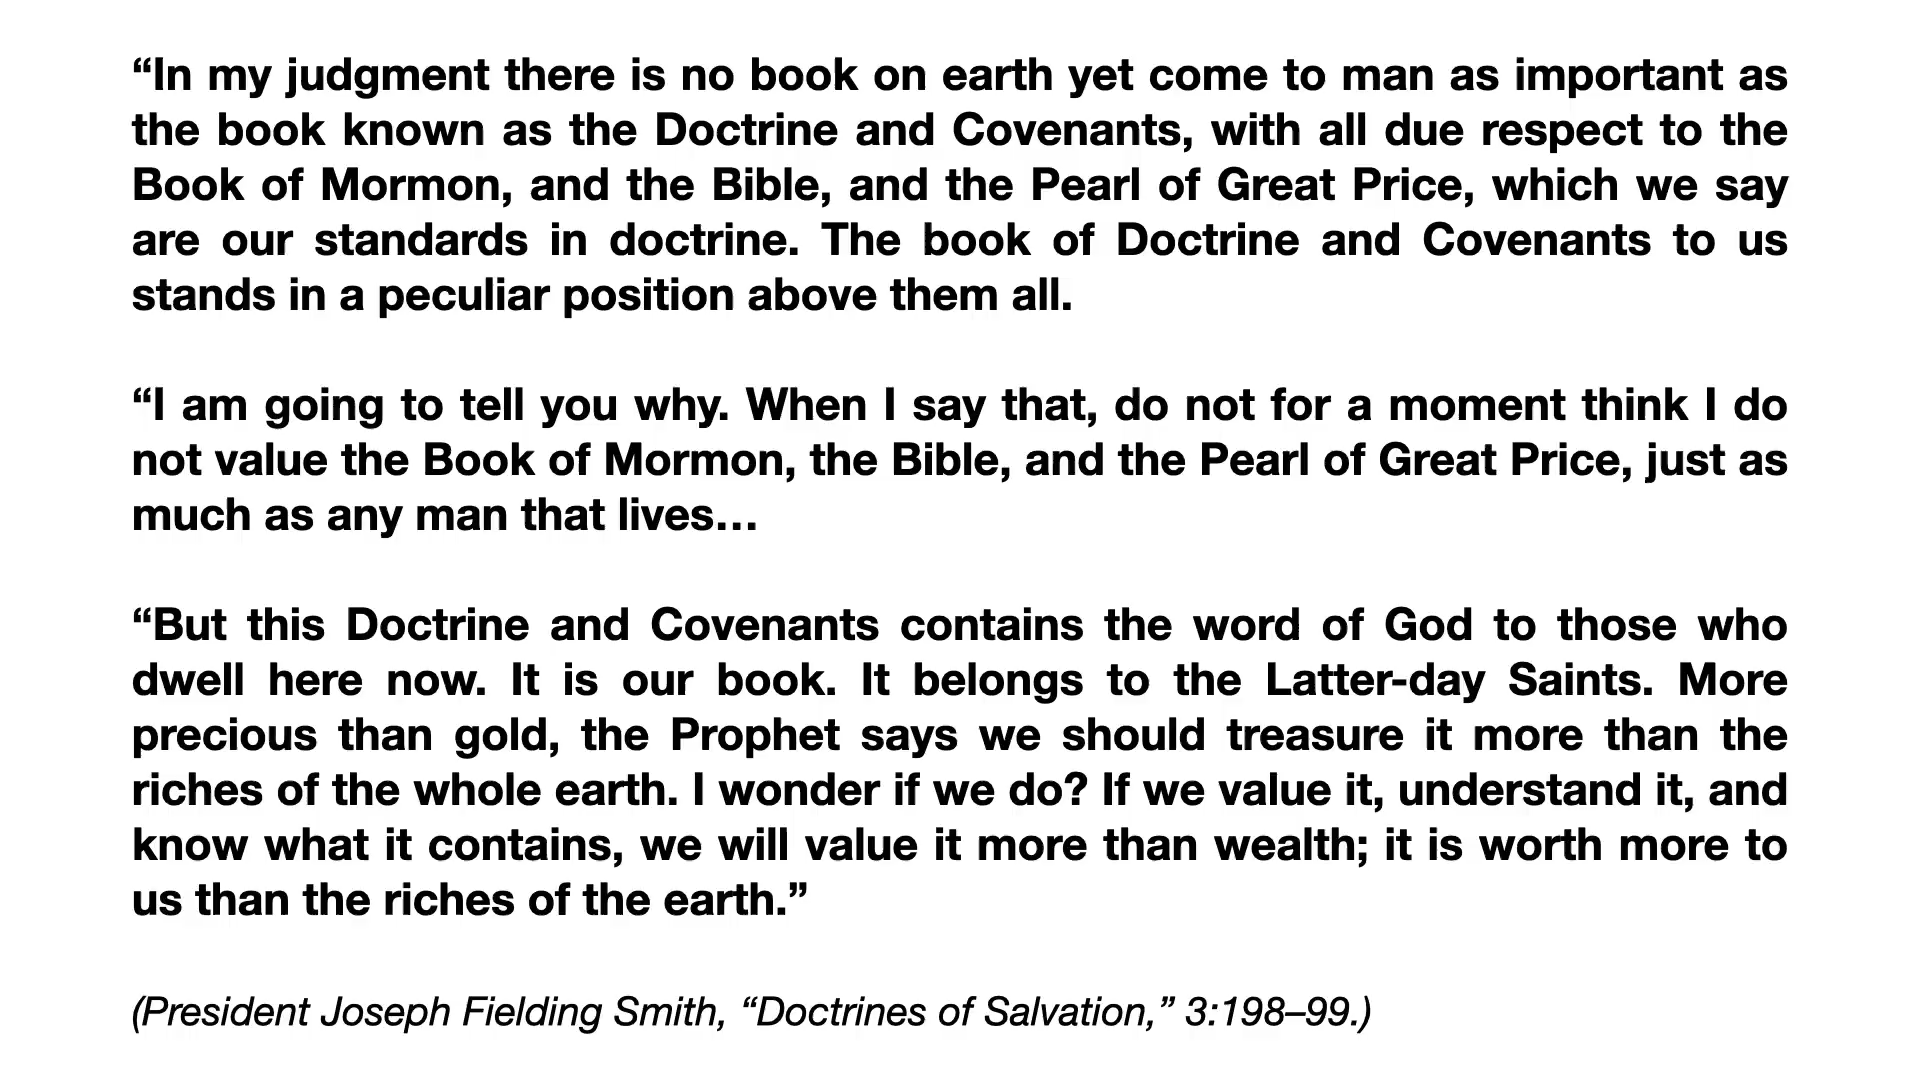 “In my judgment there is no book on earth yet come to man as important as
the book known as the Doctrine and Covenants, with all due respect to the
Book of Mormon, and the Bible, and the Pearl of Great Price, which we say
are our standards in doctrine. The book of Doctrine and Covenants to us
stands in a peculiar position above them all.
“I am going to tell you why. When I say that, do not for a moment think I do
not value the Book of Mormon, the Bible, and the Pearl of Great Price, just as
much as any man that lives…
“But this Doctrine and Covenants contains the word of God to those who
dwell here now. It is our book. It belongs to the Latter-day Saints. More
precious than gold, the Prophet says we should treasure it more than the
riches of the whole earth. I wonder if we do? If we value it, understand it, and
know what it contains, we will value it more than wealth; it is worth more to
us than the riches of the earth.”
(President Joseph Fielding Smith, “Doctrines of Salvation,” 3:198–99.)